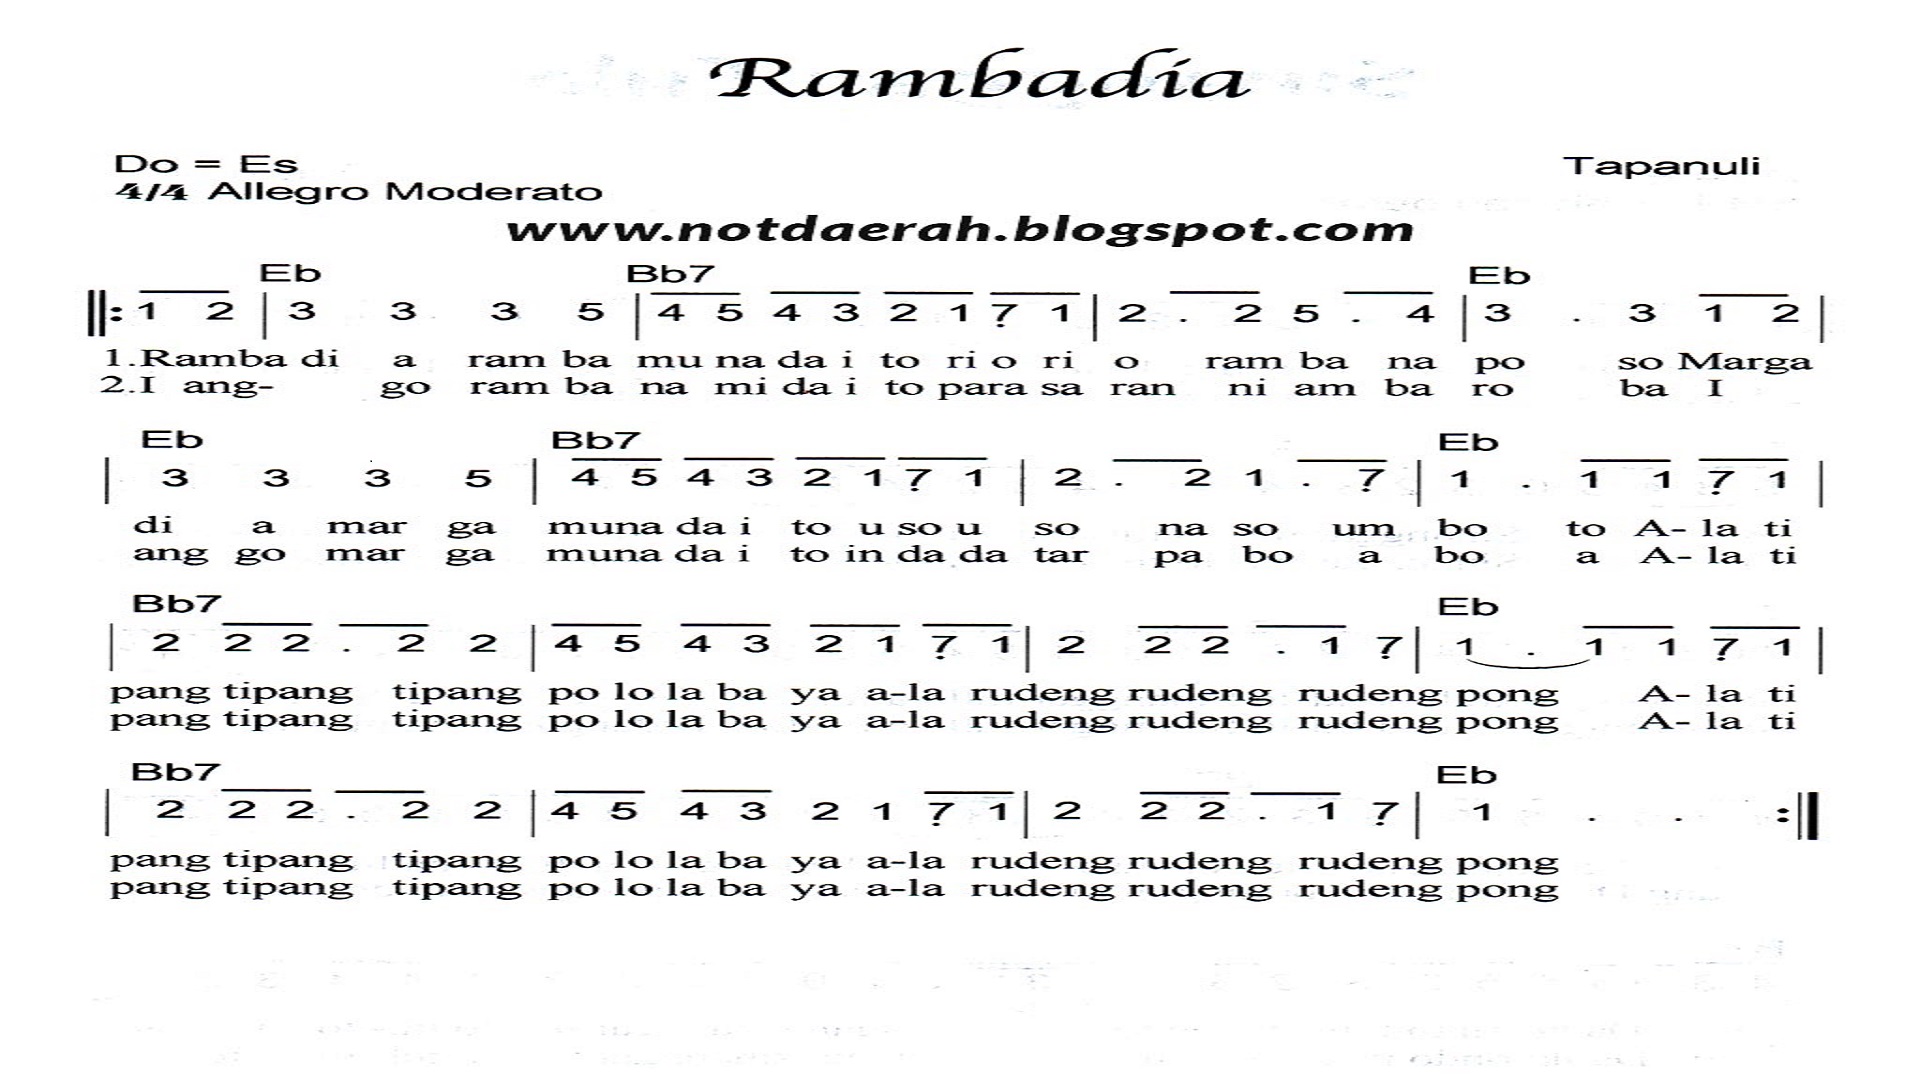 Rambadia
Do = Es Tapanuli
4/4 Allegro Moderato
www.notdaerah.blogspot.com
Eb Bb7 Eb
‖: 1 2 | 3 3 3 5 | 4 5 4 3 2 1 7̣ 1 | 2 . 2 5 . 4 | 3 . 3 1 2 |
1.Ramba di a ram ba mu na da i to ri o ri o ram ba na po so Marga
2.I ang- go ram ba na mi da i to para sa ran ni am ba ro ba I
Eb Bb7 Eb
| 3 3 3 5 | 4 5 4 3 2 1 7̣ 1 | 2 . 2 1 . 7̣ | 1 . 1 1 7̣ 1 |
di a mar ga muna da i to u so u so na so um bo to A- la ti
ang go mar ga muna da i to in da da tar pa bo a bo a A- la ti
Bb7 Eb
| 2 2 2 . 2 2 | 4 5 4 3 2 1 7̣ 1 | 2 2 2 . 1 7̣ | 1 . 1 1 7̣ 1 |
pang tipang tipang po lo la ba ya a-la rudeng rudeng rudeng pong A- la ti
pang tipang tipang po lo la ba ya a-la rudeng rudeng rudeng pong A- la ti
Bb7 Eb
| 2 2 2 . 2 2 | 4 5 4 3 2 1 7̣ 1 | 2 2 2 . 1 7̣ | 1 . . :‖
pang tipang tipang po lo la ba ya a-la rudeng rudeng rudeng pong
pang tipang tipang po lo la ba ya a-la rudeng rudeng rudeng pong